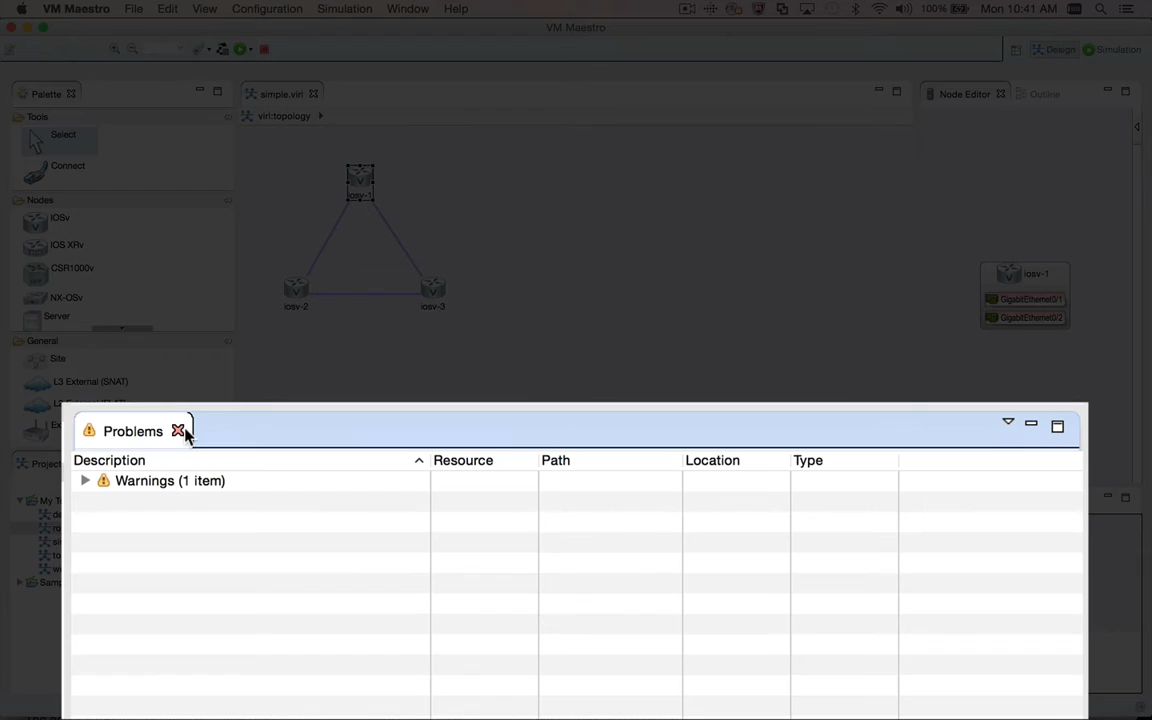 VM Maestro File Edit View Configuration Simulation Window Help 100% Mon 10:41 AM
VM Maestro
Design Simulation
Palette simple.virl Node Editor Outline
Tools virl:topology
Select
Connect
Nodes
IOSv
IOS XRv
CSR1000v
NX-OSv
Server
iosv-1
iosv-2 iosv-3
iosv-1
GigabitEthernet0/1
GigabitEthernet0/2
General
Site
L3 External (SNAT)
Problems
Description Resource Path Location Type
Warnings (1 item)